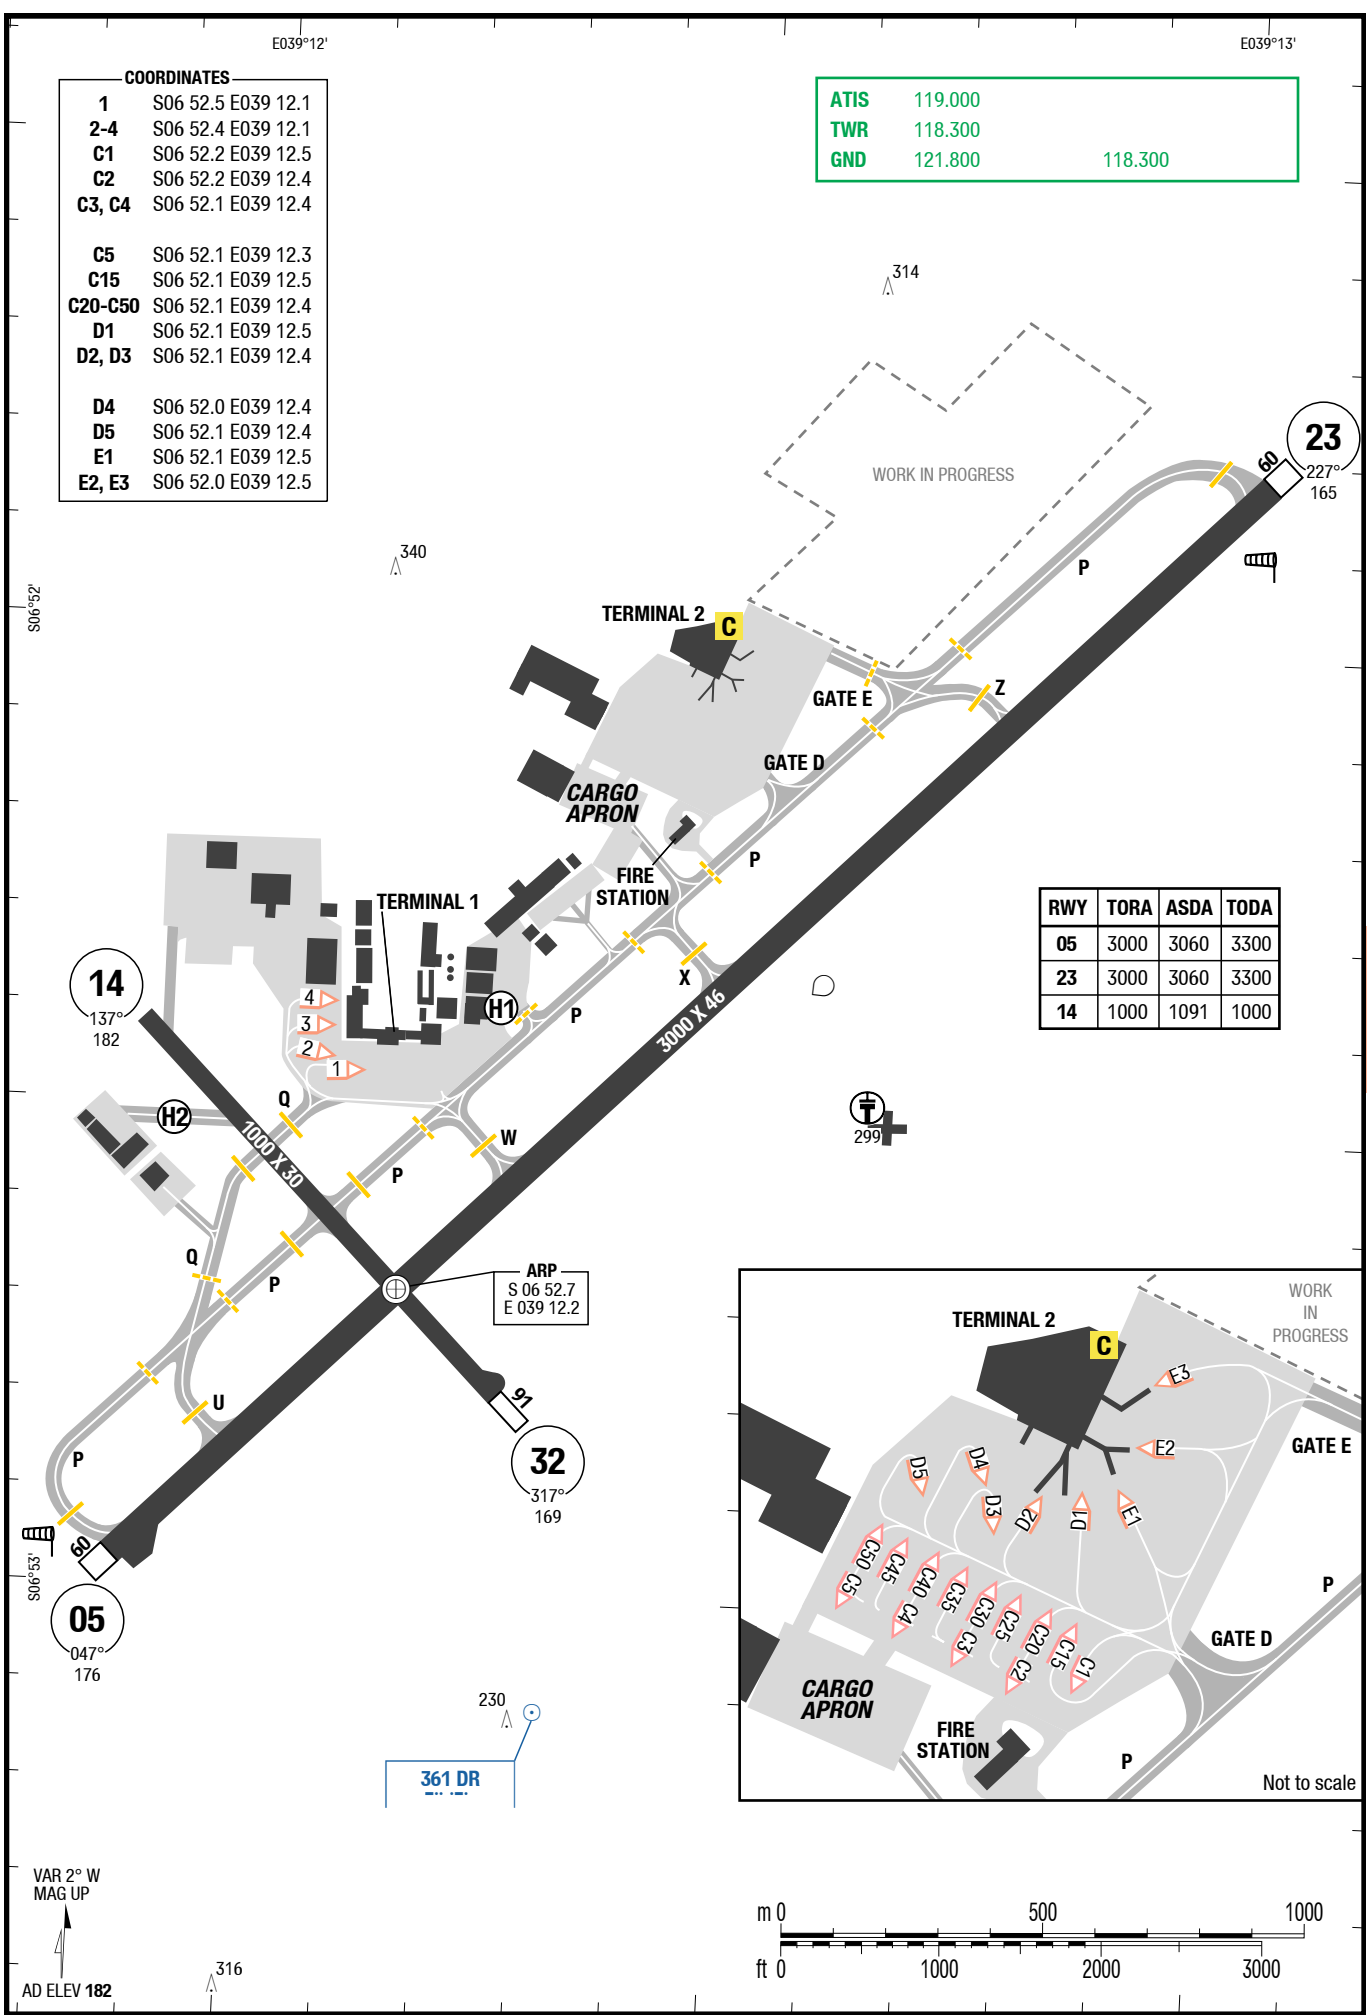 E039°12'
E039°13'
COORDINATES
1 S06 52.5 E039 12.1
2-4 S06 52.4 E039 12.1
C1 S06 52.2 E039 12.5
C2 S06 52.2 E039 12.4
C3, C4 S06 52.1 E039 12.4
C5 S06 52.1 E039 12.3
C15 S06 52.1 E039 12.5
C20-C50 S06 52.1 E039 12.4
D1 S06 52.1 E039 12.5
D2, D3 S06 52.1 E039 12.4
D4 S06 52.0 E039 12.4
D5 S06 52.1 E039 12.4
E1 S06 52.1 E039 12.5
E2, E3 S06 52.0 E039 12.5
ATIS 119.000
TWR 118.300
GND 121.800 118.300
314
WORK IN PROGRESS
23
227°
165
60
P
340
S06°52'
TERMINAL 2
C
GATE E
Z
GATE D
CARGO
APRON
P
FIRE
STATION
TERMINAL 1
RWY TORA ASDA TODA
05 3000 3060 3300
23 3000 3060 3300
14 1000 1091 1000
14
137°
182
4
3
2
1
H1
P
X
3000 X 46
Q
H2
1000 X 30
W
P
299
Q
P
ARP
S 06 52.7
E 039 12.2
U
P
91
32
317°
169
60
S06°53'
05
047°
176
WORK
IN
PROGRESS
TERMINAL 2
C
E3
E2
GATE E
D5
D4
D3
D2
D1
E1
C50
C5
C45
C40
C4
C35
C30
C3
C25
C20
C2
C15
C1
P
GATE D
CARGO
APRON
FIRE
STATION
P
Not to scale
230
361 DR
VAR 2° W
MAG UP
AD ELEV 182
316
m 0 500 1000
ft 0 1000 2000 3000